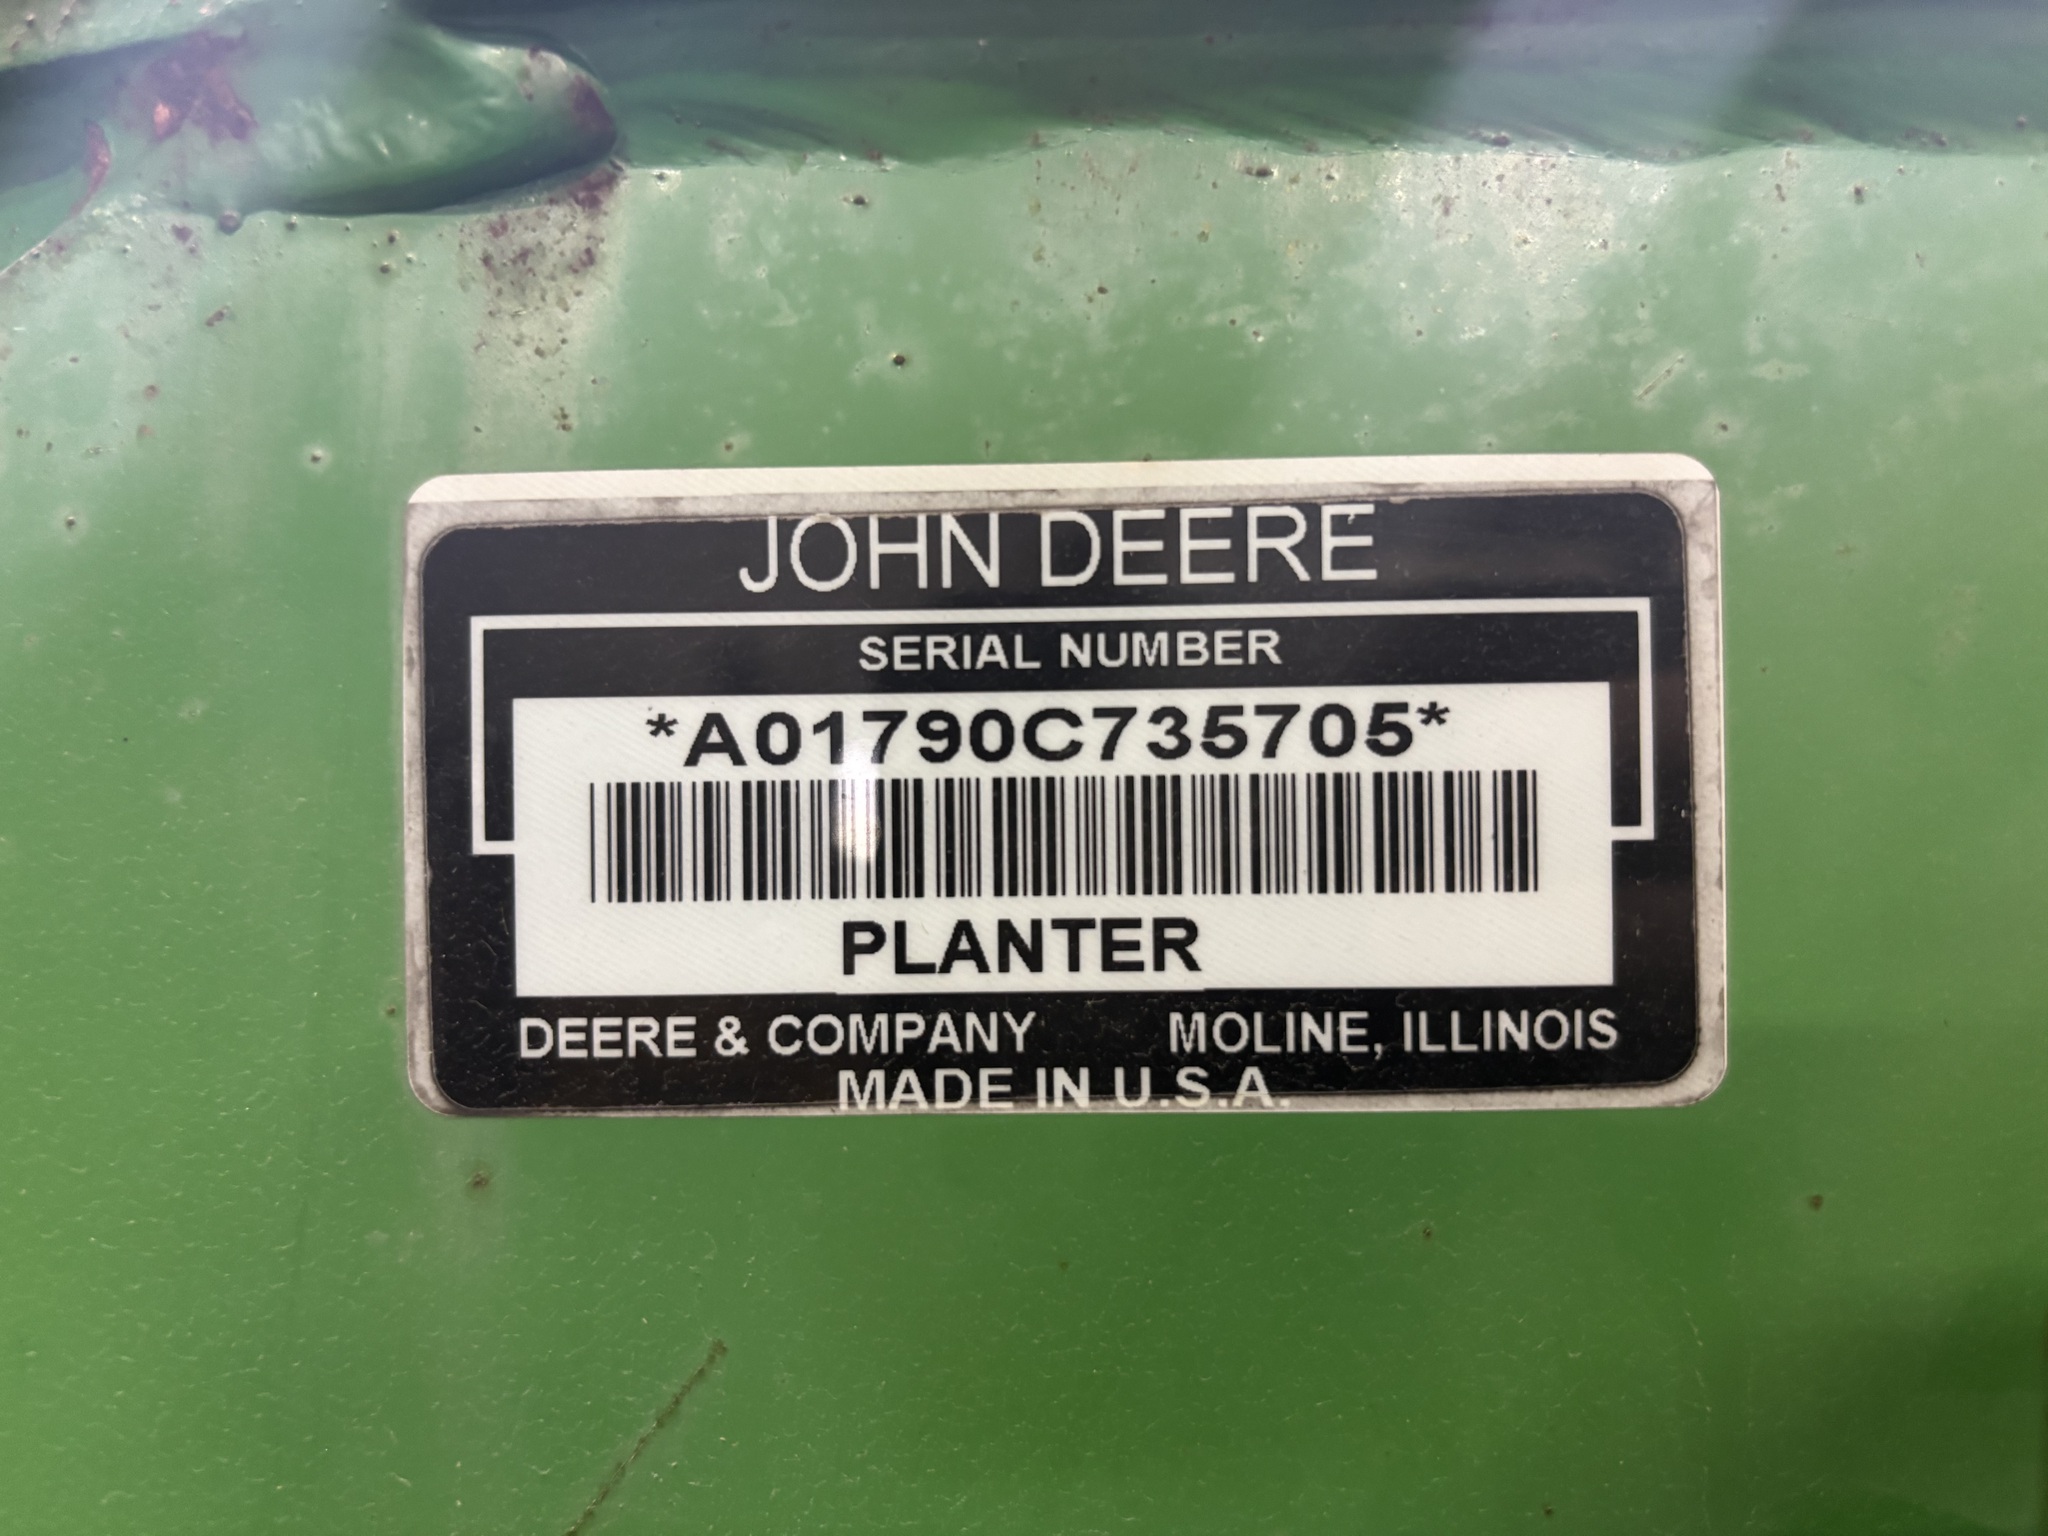 JOHN DEERE
SERIAL NUMBER
*A01790C735705*
PLANTER
DEERE & COMPANY MOLINE, ILLINOIS
MADE IN U.S.A.